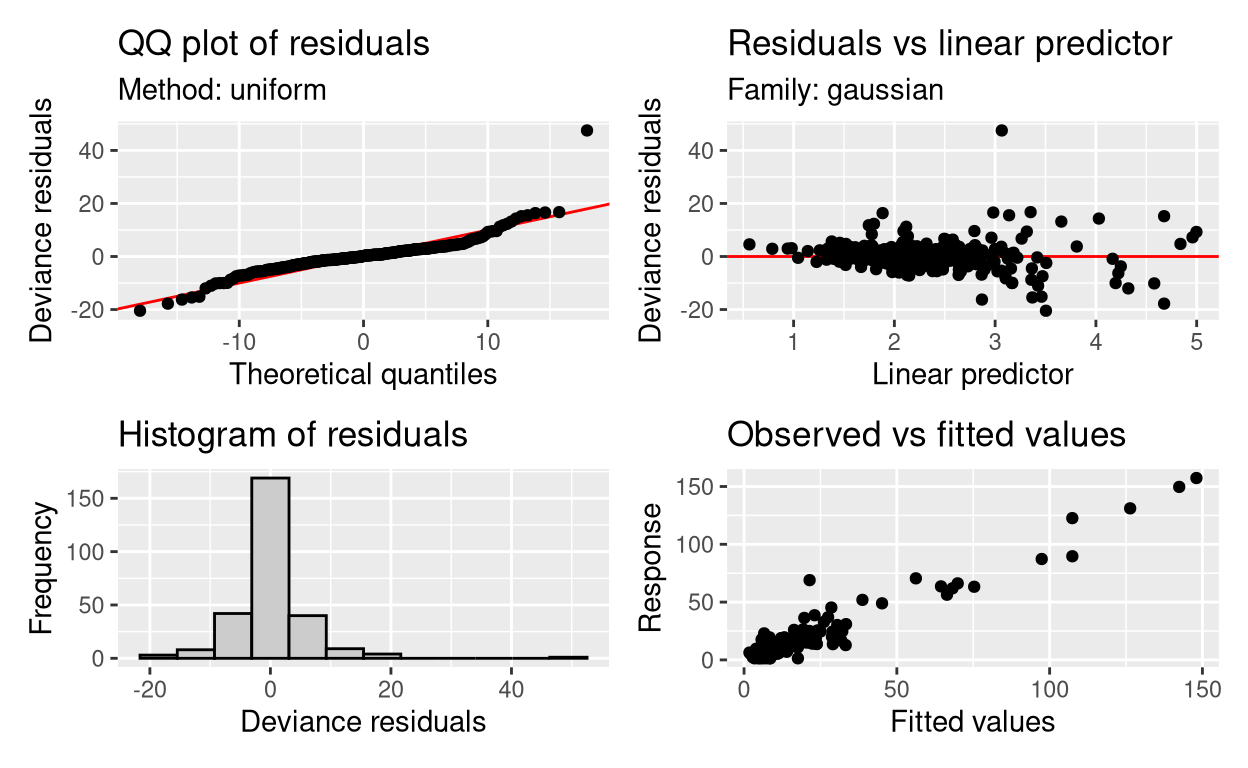 QQ plot of residuals
Method: uniform
Deviance residuals
40
20
0
-20
-10
0
10
Theoretical quantiles
Residuals vs linear predictor
Family: gaussian
Deviance residuals
40
20
0
-20
1
2
3
4
5
Linear predictor
Histogram of residuals
Frequency
150
100
50
0
-20
0
20
40
Deviance residuals
Observed vs fitted values
Response
150
100
50
0
0
50
100
150
Fitted values